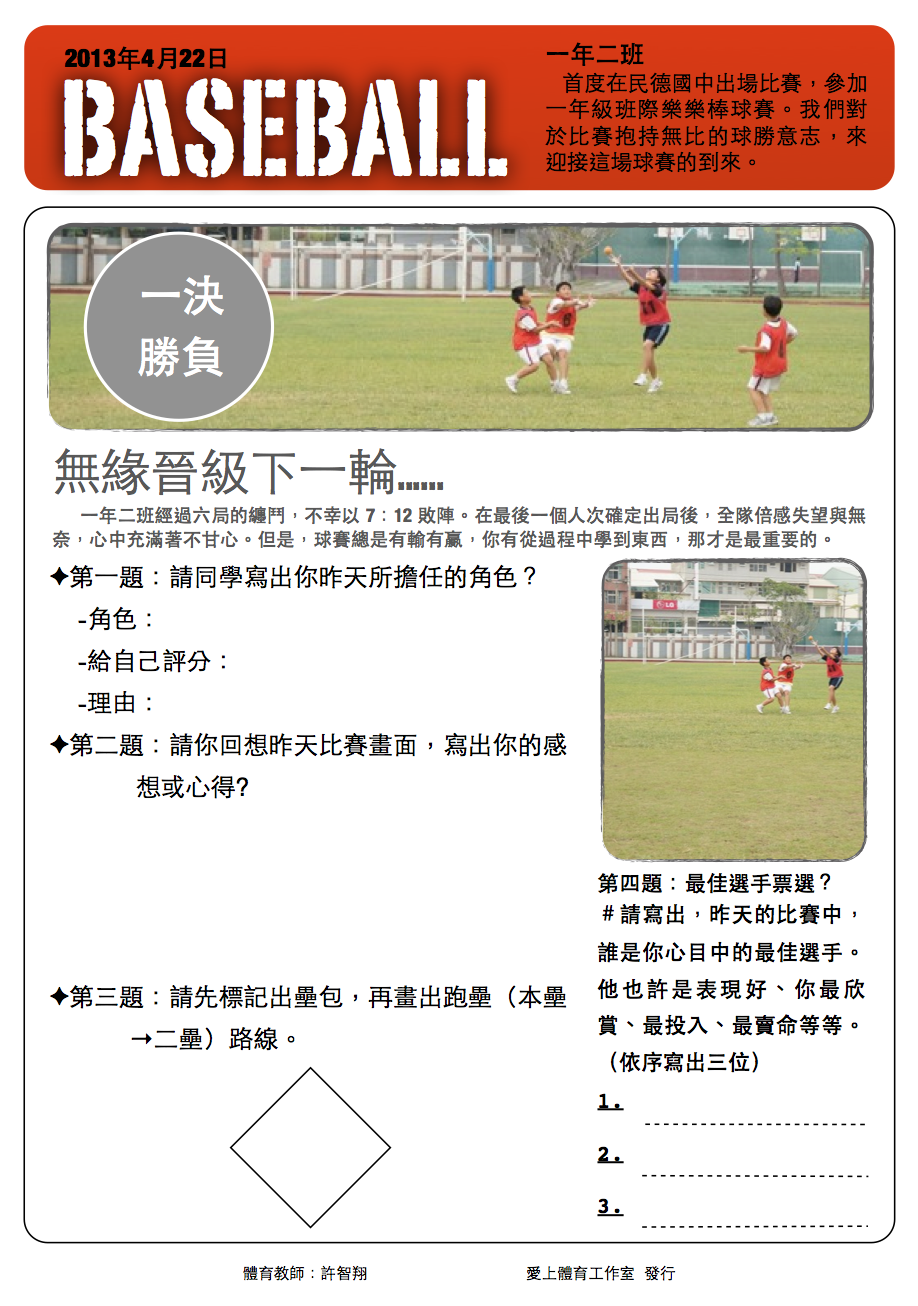 2013年4月22日
BASEBALL
一年二班
首度在民德國中出場比賽，參加
一年級班際樂樂棒球賽。我們對
於比賽抱持無比的球勝意志，來
迎接這場球賽的到來。
一決
勝負
無緣晉級下一輪......
一年二班經過六局的纏鬥，不幸以 7：12 敗陣。在最後一個人次確定出局後，全隊倍感失望與無
奈，心中充滿著不甘心。但是，球賽總是有輸有贏，你有從過程中學到東西，那才是最重要的。
✦第一題：請同學寫出你昨天所擔任的角色？
-角色：
-給自己評分：
-理由：
✦第二題：請你回想昨天比賽畫面，寫出你的感
想或心得?
✦第三題：請先標記出壘包，再畫出跑壘（本壘
→二壘）路線。
LG
第四題：最佳選手票選？
＃請寫出，昨天的比賽中，
誰是你心目中的最佳選手。
他也許是表現好、你最欣
賞、最投入、最賣命等等。
（依序寫出三位）
1.
2.
3.
體育教師：許智翔
愛上體育工作室 發行